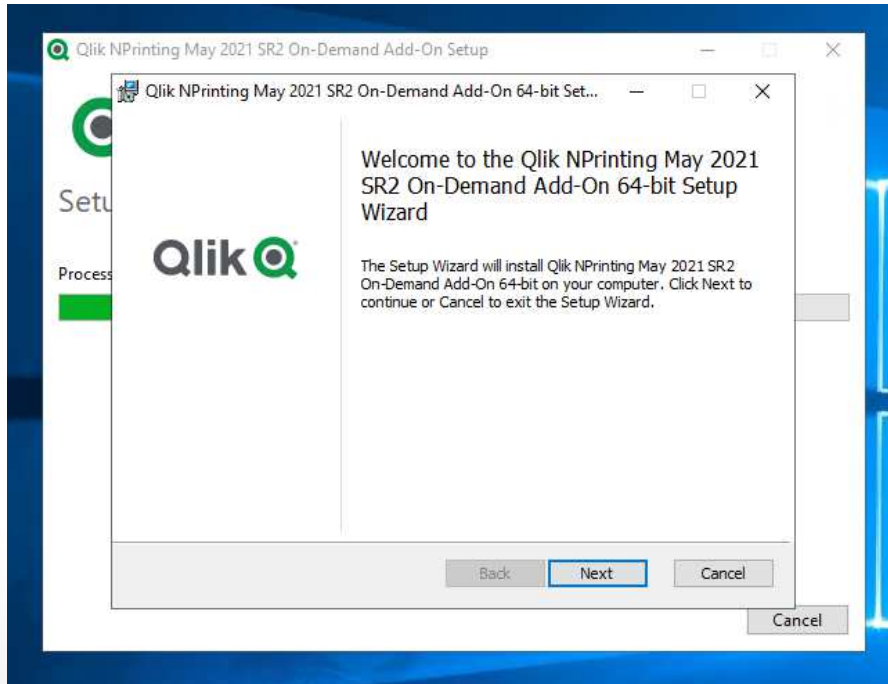 Qlik NPrinting May 2021 SR2 On-Demand Add-On Setup
Qlik NPrinting May 2021 SR2 On-Demand Add-On 64-bit Set...
Setu
Process
Qlik
Welcome to the Qlik NPrinting May 2021
SR2 On-Demand Add-On 64-bit Setup
Wizard
The Setup Wizard will install Qlik NPrinting May 2021 SR2
On-Demand Add-On 64-bit on your computer. Click Next to
continue or Cancel to exit the Setup Wizard.
Back Next Cancel
Cancel